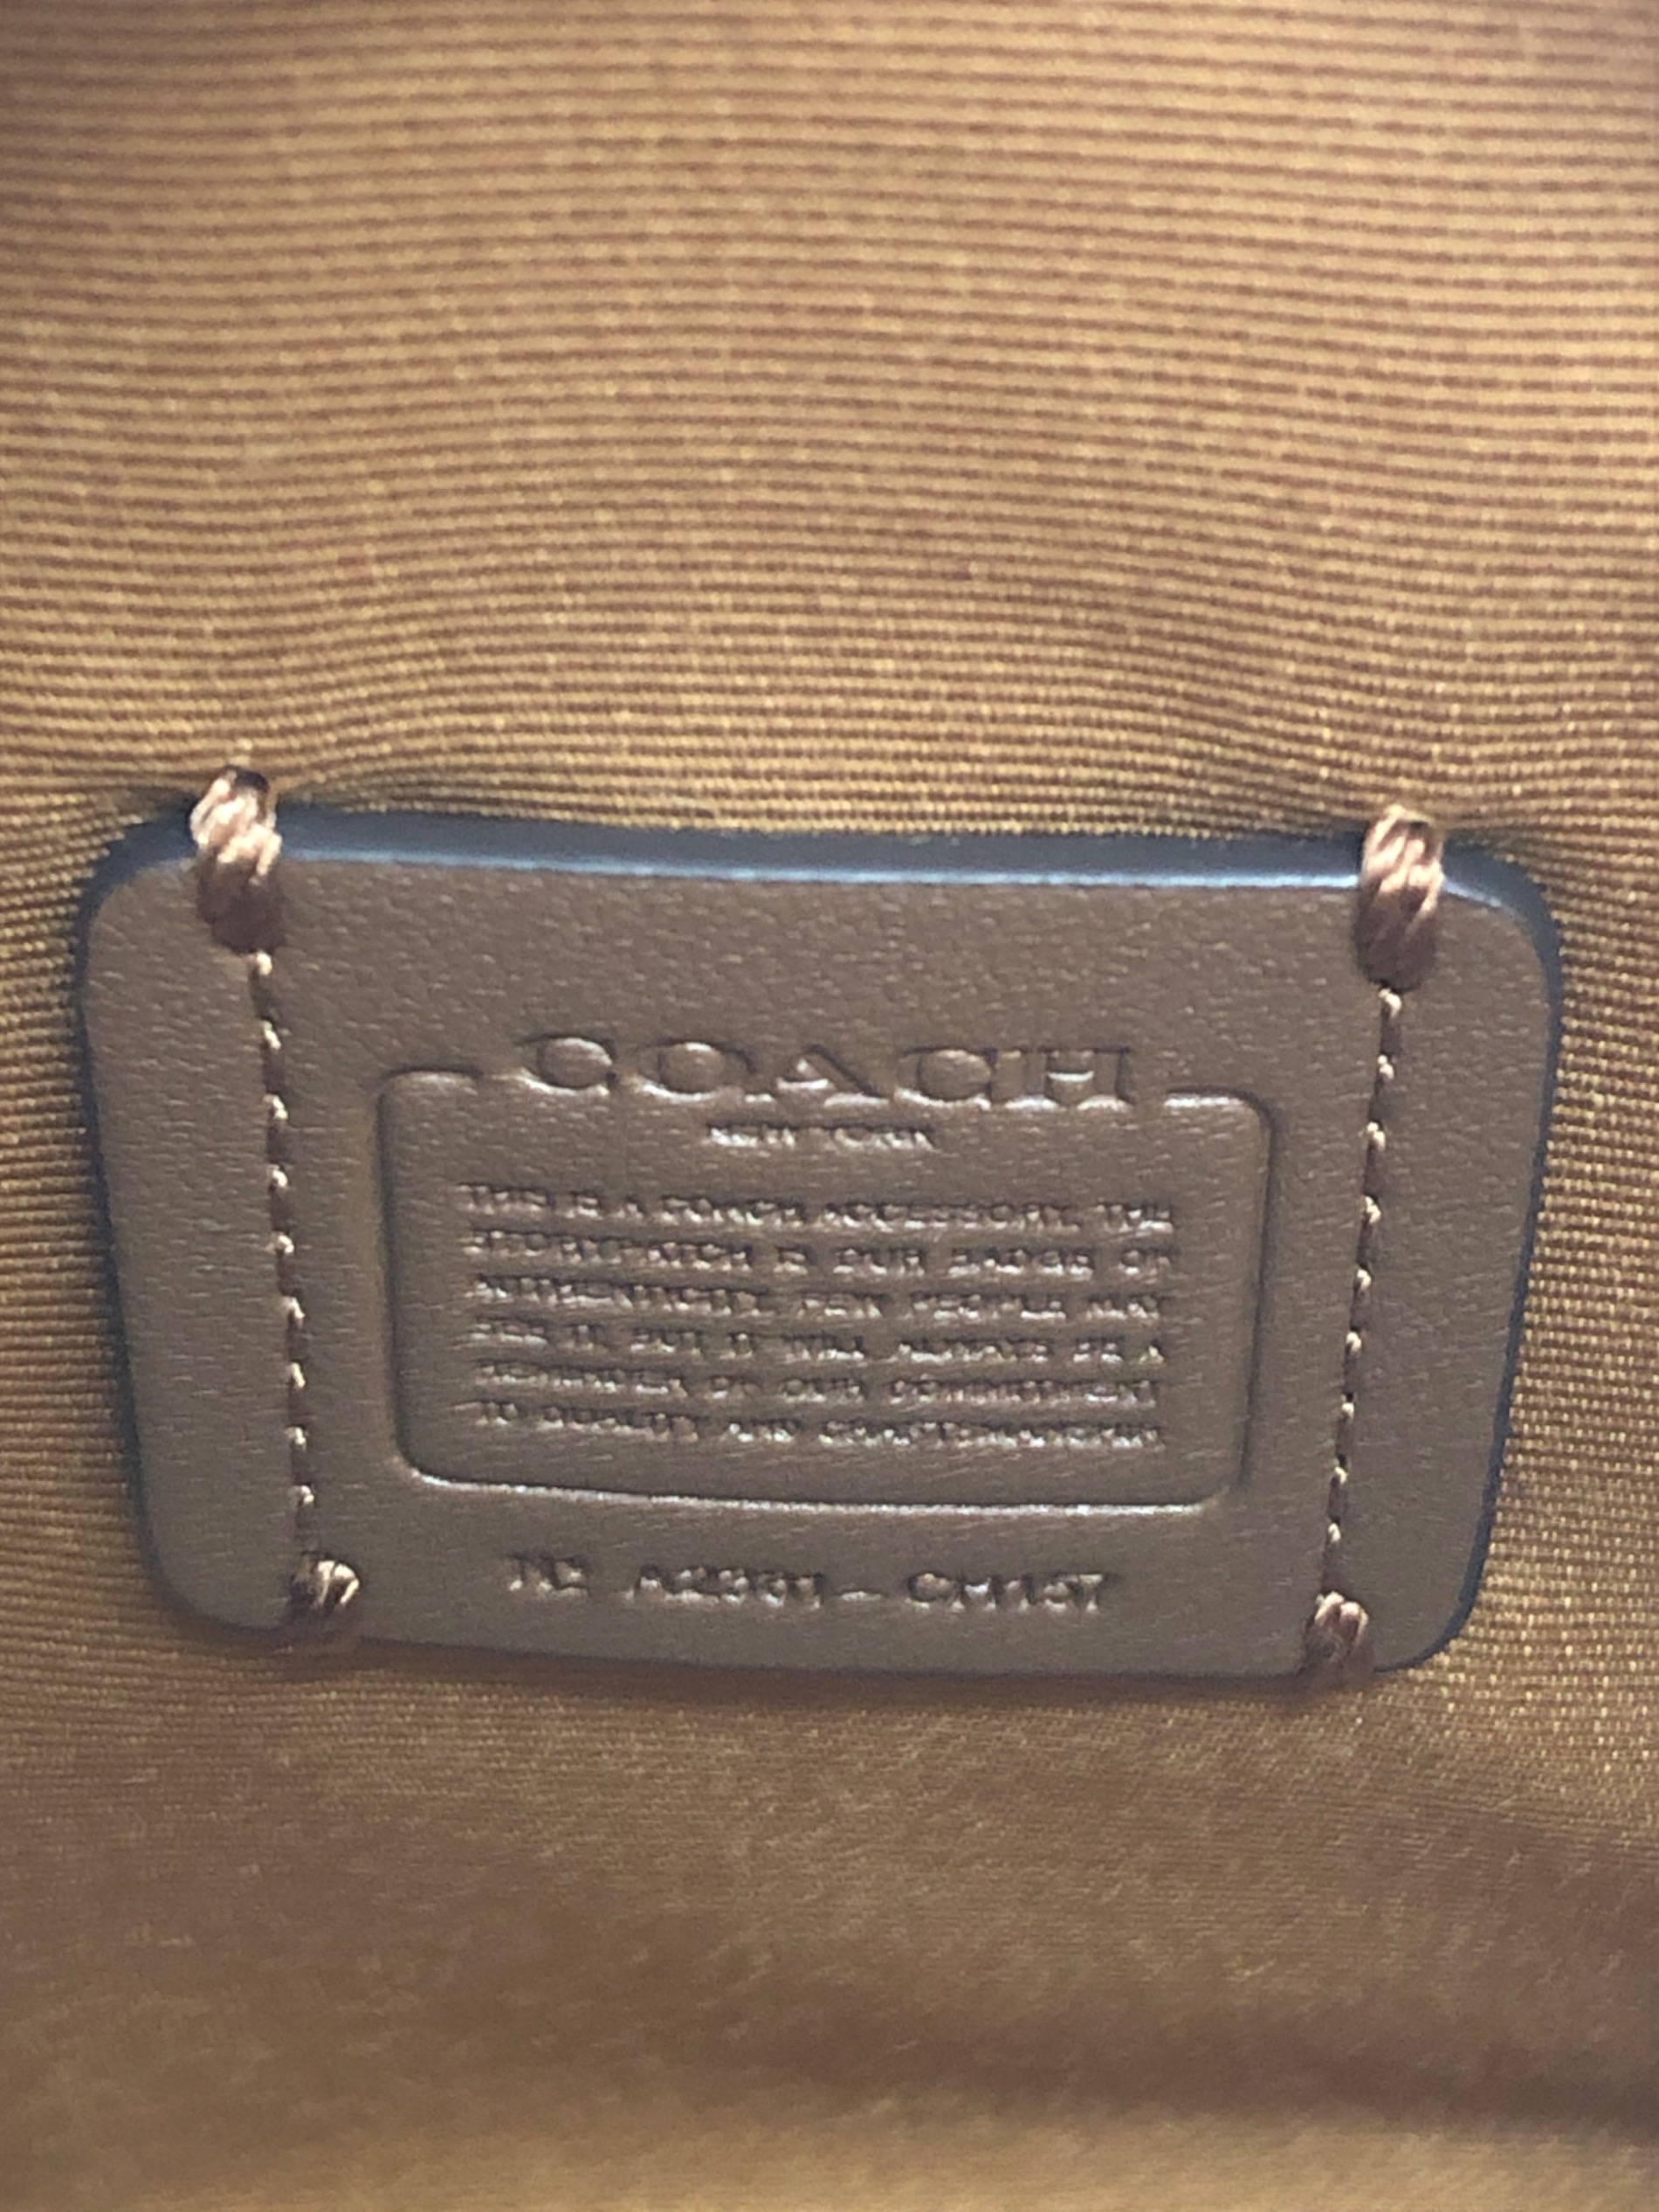 COACH
NEW YORK
THIS IS A COACH ACCESSORY. THE
STORYPATCH IS OUR BADGE OF
AUTHENTICITY. FEW PEOPLE MAY
SEE IT, BUT IT WILL ALWAYS BE A
REMINDER OF OUR COMMITMENT
TO QUALITY AND CRAFTSMANSHIP.